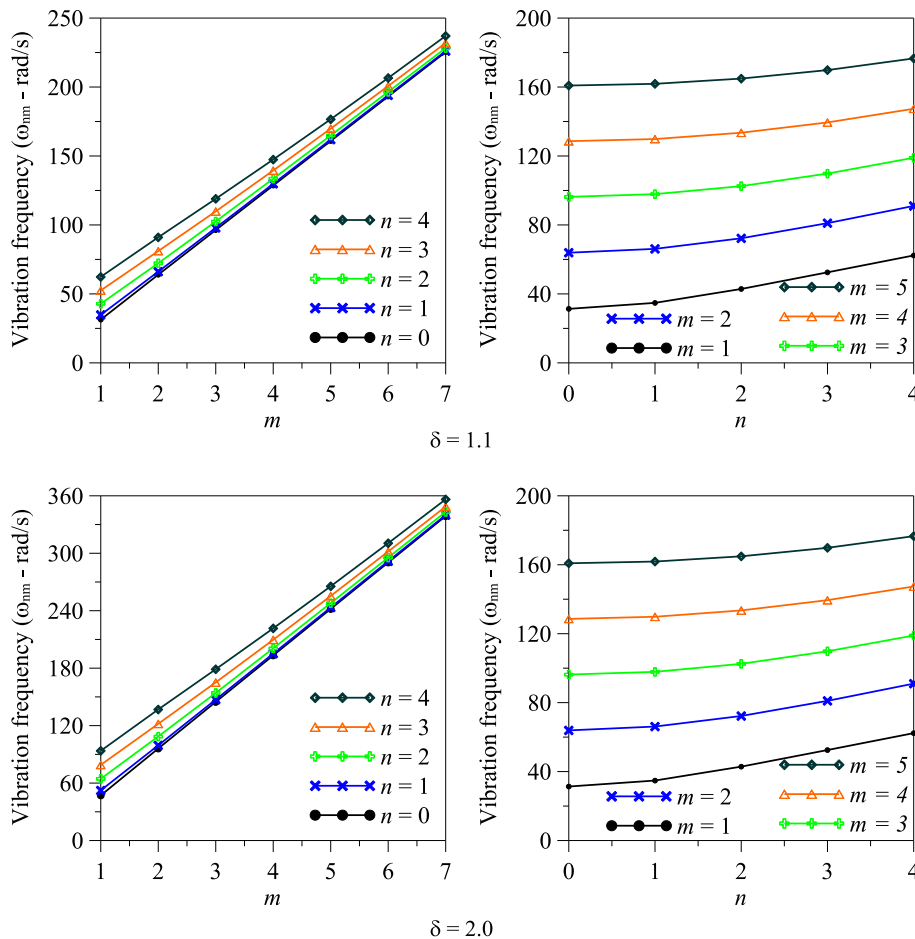 250
200
150
100
50
0
Vibration frequency (ωnm - rad/s)
n = 4
n = 3
n = 2
n = 1
n = 0
1 2 3 4 5 6 7
m
200
160
120
80
40
0
Vibration frequency (ωnm - rad/s)
m = 5
m = 2 m = 4
m = 1 m = 3
0 1 2 3 4
n
δ = 1.1
360
300
240
180
120
60
0
Vibration frequency (ωnm - rad/s)
n = 4
n = 3
n = 2
n = 1
n = 0
1 2 3 4 5 6 7
m
200
160
120
80
40
0
Vibration frequency (ωnm - rad/s)
m = 5
m = 2 m = 4
m = 1 m = 3
0 1 2 3 4
n
δ = 2.0